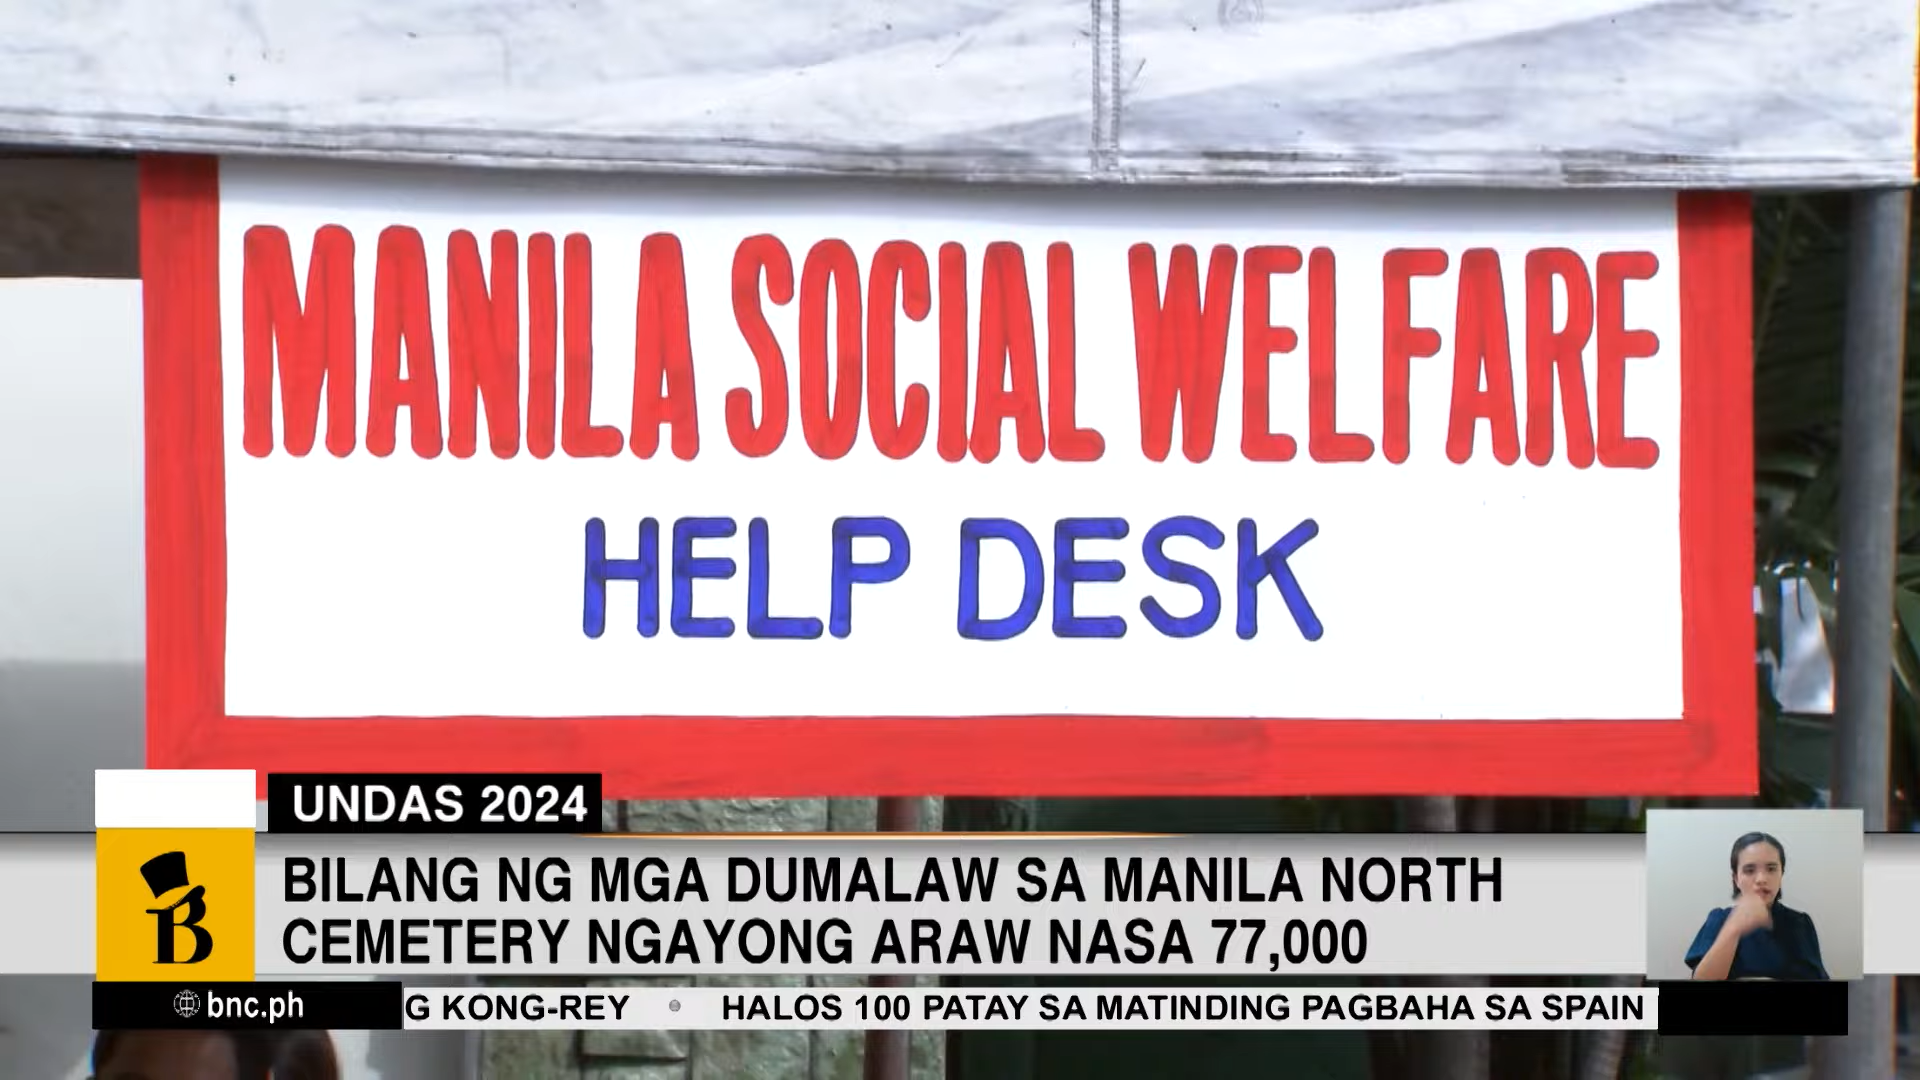 MANILA SOCIAL WELFARE
HELP DESK
UNDAS 2024
BILANG NG MGA DUMALAW SA MANILA NORTH
CEMETERY NGAYONG ARAW NASA 77,000
B
bnc.ph
G KONG-REY • HALOS 100 PATAY SA MATINDING PAGBAHA SA SPAIN